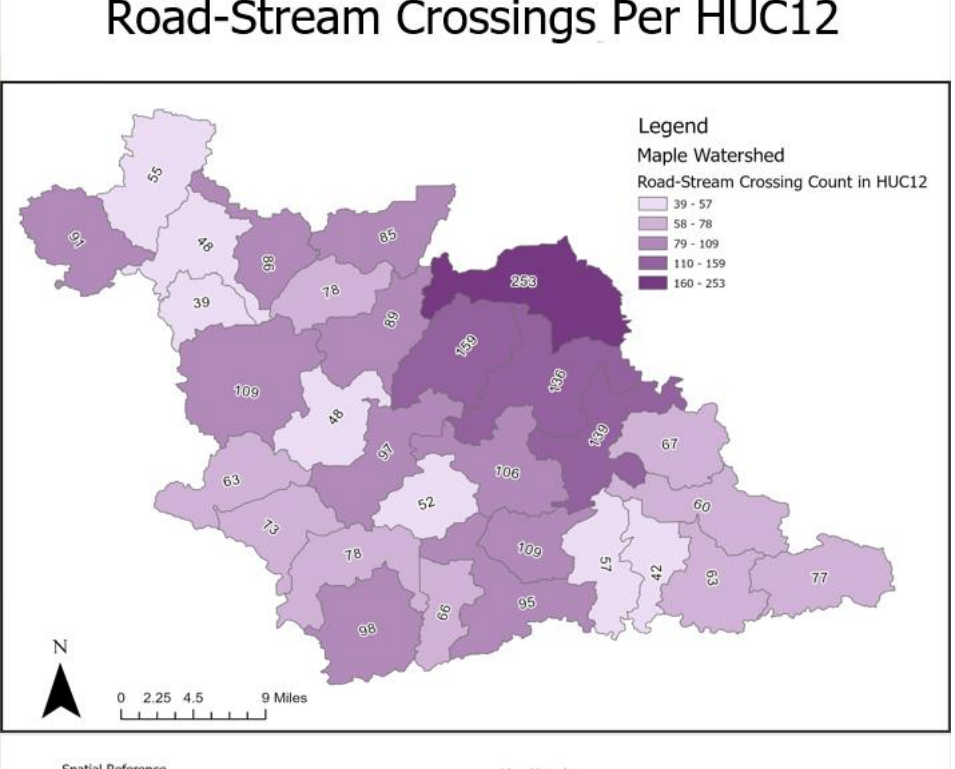 Road-Stream Crossings Per HUC12
Legend
Maple Watershed
Road-Stream Crossing Count in HUC12
39 - 57
58 - 78
79 - 109
110 - 159
160 - 253
55
91
48
86
85
39
78
253
89
159
109
136
48
139
67
97
63
106
52
60
73
78
109
57
42
63
77
98
66
95
N
0 2.25 4.5 9 Miles
Spatial Reference